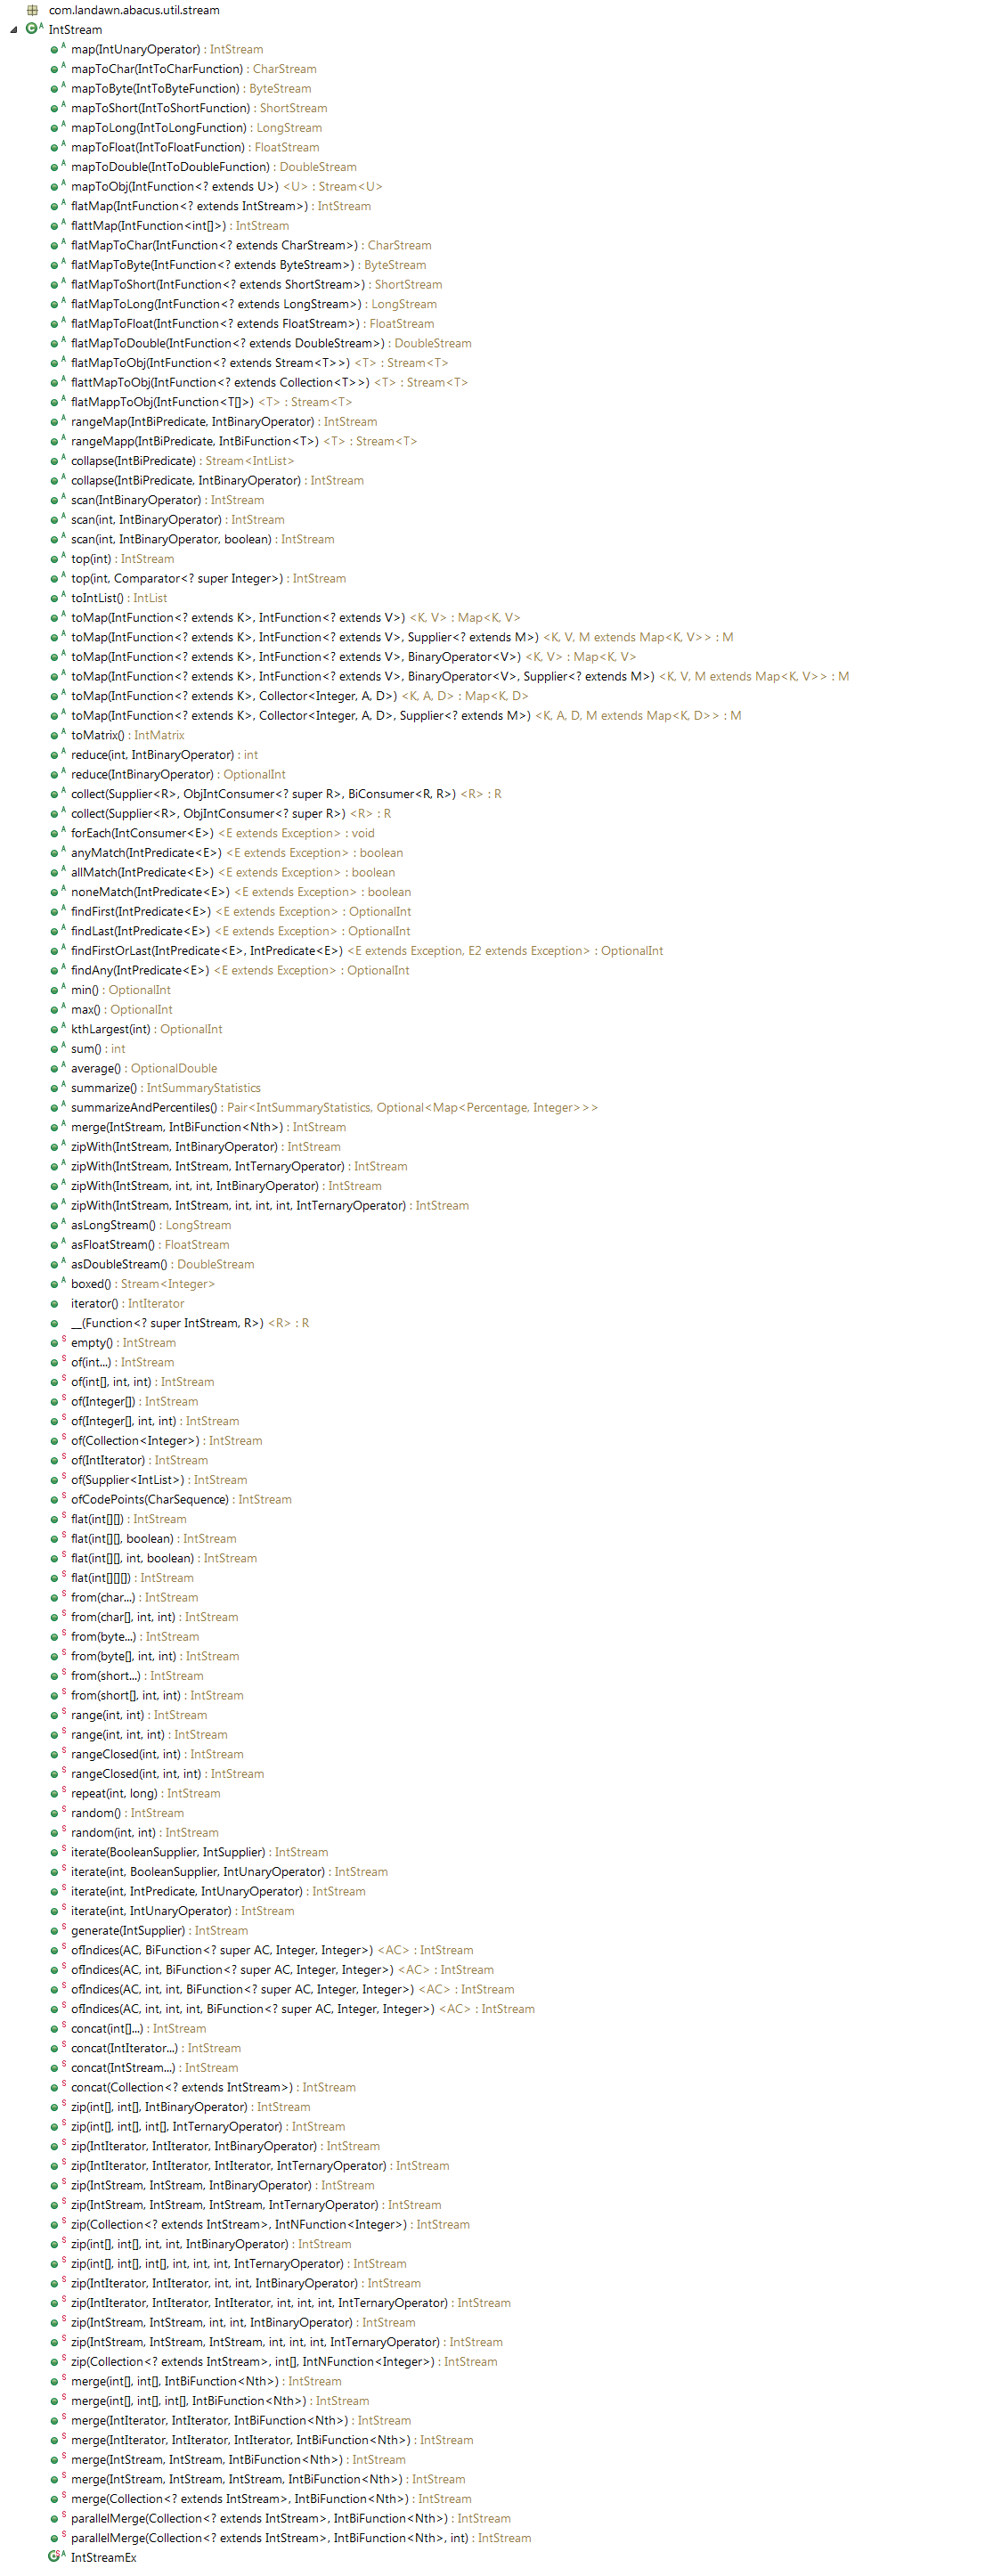 com.landawn.abacus.util.stream
IntStream
map(IntUnaryOperator) : IntStream
mapToChar(IntToCharFunction) : CharStream
mapToByte(IntToByteFunction) : ByteStream
mapToShort(IntToShortFunction) : ShortStream
mapToLong(IntToLongFunction) : LongStream
mapToFloat(IntToFloatFunction) : FloatStream
mapToDouble(IntToDoubleFunction) : DoubleStream
mapToObj(IntFunction<? extends U>) <U> : Stream<U>
flatMap(IntFunction<? extends IntStream>) : IntStream
flattMap(IntFunction<int[]>) : IntStream
flatMapToChar(IntFunction<? extends CharStream>) : CharStream
flatMapToByte(IntFunction<? extends ByteStream>) : ByteStream
flatMapToShort(IntFunction<? extends ShortStream>) : ShortStream
flatMapToLong(IntFunction<? extends LongStream>) : LongStream
flatMapToFloat(IntFunction<? extends FloatStream>) : FloatStream
flatMapToDouble(IntFunction<? extends DoubleStream>) : DoubleStream
flatMapToObj(IntFunction<? extends Stream<T>>) <T> : Stream<T>
flattMapToObj(IntFunction<? extends Collection<T>>) <T> : Stream<T>
flatMappToObj(IntFunction<T[]>) <T> : Stream<T>
rangeMap(IntBiPredicate, IntBinaryOperator) : IntStream
rangeMapp(IntBiPredicate, IntBiFunction<T>) <T> : Stream<T>
collapse(IntBiPredicate) : Stream<IntList>
collapse(IntBiPredicate, IntBinaryOperator) : IntStream
scan(IntBinaryOperator) : IntStream
scan(int, IntBinaryOperator) : IntStream
scan(int, IntBinaryOperator, boolean) : IntStream
top(int) : IntStream
top(int, Comparator<? super Integer>) : IntStream
toIntList() : IntList
toMap(IntFunction<? extends K>, IntFunction<? extends V>) <K, V> : Map<K, V>
toMap(IntFunction<? extends K>, IntFunction<? extends V>, Supplier<? extends M>) <K, V, M extends Map<K, V>> : M
toMap(IntFunction<? extends K>, IntFunction<? extends V>, BinaryOperator<V>) <K, V> : Map<K, V>
toMap(IntFunction<? extends K>, IntFunction<? extends V>, BinaryOperator<V>, Supplier<? extends M>) <K, V, M extends Map<K, V>> : M
toMap(IntFunction<? extends K>, Collector<Integer, A, D>) <K, A, D> : Map<K, D>
toMap(IntFunction<? extends K>, Collector<Integer, A, D>, Supplier<? extends M>) <K, A, D, M extends Map<K, D>> : M
toMatrix() : IntMatrix
reduce(int, IntBinaryOperator) : int
reduce(IntBinaryOperator) : OptionalInt
collect(Supplier<R>, ObjIntConsumer<? super R>, BiConsumer<R, R>) <R> : R
collect(Supplier<R>, ObjIntConsumer<? super R>) <R> : R
forEach(IntConsumer<E>) <E extends Exception> : void
anyMatch(IntPredicate<E>) <E extends Exception> : boolean
allMatch(IntPredicate<E>) <E extends Exception> : boolean
noneMatch(IntPredicate<E>) <E extends Exception> : boolean
findFirst(IntPredicate<E>) <E extends Exception> : OptionalInt
findLast(IntPredicate<E>) <E extends Exception> : OptionalInt
findFirstOrLast(IntPredicate<E>, IntPredicate<E>) <E extends Exception, E2 extends Exception> : OptionalInt
findAny(IntPredicate<E>) <E extends Exception> : OptionalInt
min() : OptionalInt
max() : OptionalInt
kthLargest(int) : OptionalInt
sum() : int
average() : OptionalDouble
summarize() : IntSummaryStatistics
summarizeAndPercentiles() : Pair<IntSummaryStatistics, Optional<Map<Percentage, Integer>>>
merge(IntStream, IntBiFunction<Nth>) : IntStream
zipWith(IntStream, IntBinaryOperator) : IntStream
zipWith(IntStream, IntStream, IntTernaryOperator) : IntStream
zipWith(IntStream, int, int, IntBinaryOperator) : IntStream
zipWith(IntStream, IntStream, int, int, int, IntTernaryOperator) : IntStream
asLongStream() : LongStream
asFloatStream() : FloatStream
asDoubleStream() : DoubleStream
boxed() : Stream<Integer>
iterator() : IntIterator
__(Function<? super IntStream, R>) <R> : R
empty() : IntStream
of(int...) : IntStream
of(int[], int, int) : IntStream
of(Integer[]) : IntStream
of(Integer[], int, int) : IntStream
of(Collection<Integer>) : IntStream
of(IntIterator) : IntStream
of(Supplier<IntList>) : IntStream
ofCodePoints(CharSequence) : IntStream
flat(int[][]) : IntStream
flat(int[][], boolean) : IntStream
flat(int[][], int, boolean) : IntStream
flat(int[][][]) : IntStream
from(char...) : IntStream
from(char[], int, int) : IntStream
from(byte...) : IntStream
from(byte[], int, int) : IntStream
from(short...) : IntStream
from(short[], int, int) : IntStream
range(int, int) : IntStream
range(int, int, int) : IntStream
rangeClosed(int, int) : IntStream
rangeClosed(int, int, int) : IntStream
repeat(int, long) : IntStream
random() : IntStream
random(int, int) : IntStream
iterate(BooleanSupplier, IntSupplier) : IntStream
iterate(int, BooleanSupplier, IntUnaryOperator) : IntStream
iterate(int, IntPredicate, IntUnaryOperator) : IntStream
iterate(int, IntUnaryOperator) : IntStream
generate(IntSupplier) : IntStream
ofIndices(AC, BiFunction<? super AC, Integer, Integer>) <AC> : IntStream
ofIndices(AC, int, BiFunction<? super AC, Integer, Integer>) <AC> : IntStream
ofIndices(AC, int, int, BiFunction<? super AC, Integer, Integer>) <AC> : IntStream
ofIndices(AC, int, int, int, BiFunction<? super AC, Integer, Integer>) <AC> : IntStream
concat(int[]...) : IntStream
concat(IntIterator...) : IntStream
concat(IntStream...) : IntStream
concat(Collection<? extends IntStream>) : IntStream
zip(int[], int[], IntBinaryOperator) : IntStream
zip(int[], int[], int[], IntTernaryOperator) : IntStream
zip(IntIterator, IntIterator, IntBinaryOperator) : IntStream
zip(IntIterator, IntIterator, IntIterator, IntTernaryOperator) : IntStream
zip(IntStream, IntStream, IntBinaryOperator) : IntStream
zip(IntStream, IntStream, IntStream, IntTernaryOperator) : IntStream
zip(Collection<? extends IntStream>, IntNFunction<Integer>) : IntStream
zip(int[], int[], int, int, IntBinaryOperator) : IntStream
zip(int[], int[], int[], int, int, int, IntTernaryOperator) : IntStream
zip(IntIterator, IntIterator, int, int, IntBinaryOperator) : IntStream
zip(IntIterator, IntIterator, IntIterator, int, int, int, IntTernaryOperator) : IntStream
zip(IntStream, IntStream, int, int, IntBinaryOperator) : IntStream
zip(IntStream, IntStream, IntStream, int, int, int, IntTernaryOperator) : IntStream
zip(Collection<? extends IntStream>, int[], IntNFunction<Integer>) : IntStream
merge(int[], int[], IntBiFunction<Nth>) : IntStream
merge(int[], int[], int[], IntBiFunction<Nth>) : IntStream
merge(IntIterator, IntIterator, IntBiFunction<Nth>) : IntStream
merge(IntIterator, IntIterator, IntIterator, IntBiFunction<Nth>) : IntStream
merge(IntStream, IntStream, IntBiFunction<Nth>) : IntStream
merge(IntStream, IntStream, IntStream, IntBiFunction<Nth>) : IntStream
merge(Collection<? extends IntStream>, IntBiFunction<Nth>) : IntStream
parallelMerge(Collection<? extends IntStream>, IntBiFunction<Nth>) : IntStream
parallelMerge(Collection<? extends IntStream>, IntBiFunction<Nth>, int) : IntStream
IntStreamEx